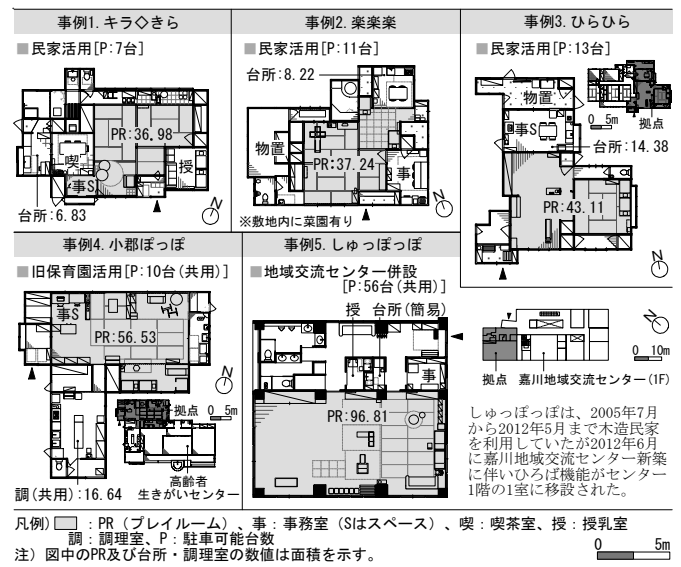 事例1. キラ◇きら
■民家活用[P:7台]
PR:36.98
喫
事S
授
台所:6.83
事例2. 楽楽楽
■民家活用[P:11台]
台所:8.22
物置
PR:37.24
事
※敷地内に菜園有り
事例3. ひらひら
■民家活用[P:13台]
物置
事S
0 5m
拠点
台所:14.38
PR:43.11
事例4. 小郡ぽっぽ
■旧保育園活用[P:10台(共用)]
事S
PR:56.53
拠点 0 5m
調(共用):16.64
高齢者
生きがいセンター
事例5. しゅっぽっぽ
■地域交流センター併設
[P:56台(共用)]
授 台所(簡易)
事
PR:96.81
0 10m
拠点 嘉川地域交流センター(1F)
しゅっぽっぽは、2005年7月
から2012年5月まで木造民家
を利用していたが2012年6月
に嘉川地域交流センター新築
に伴いひろば機能がセンター
1階の1室に移設された。
凡例) :PR(プレイルーム)、事:事務室(Sはスペース)、喫:喫茶室、授:授乳室
調:調理室、P:駐車可能台数
注)図中のPR及び台所・調理室の数値は面積を示す。
0 5m
N